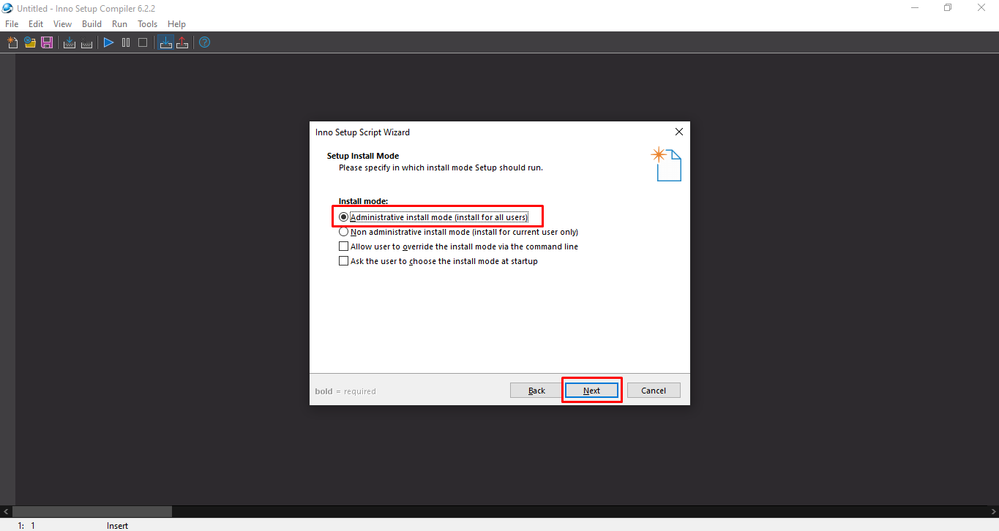 Untitled - Inno Setup Compiler 6.2.2
File Edit View Build Run Tools Help
Inno Setup Script Wizard
Setup Install Mode
Please specify in which install mode Setup should run.
Install mode:
Administrative install mode (install for all users)
Non administrative install mode (install for current user only)
Allow user to override the install mode via the command line
Ask the user to choose the install mode at startup
bold = required
Back Next Cancel
1: 1 Insert